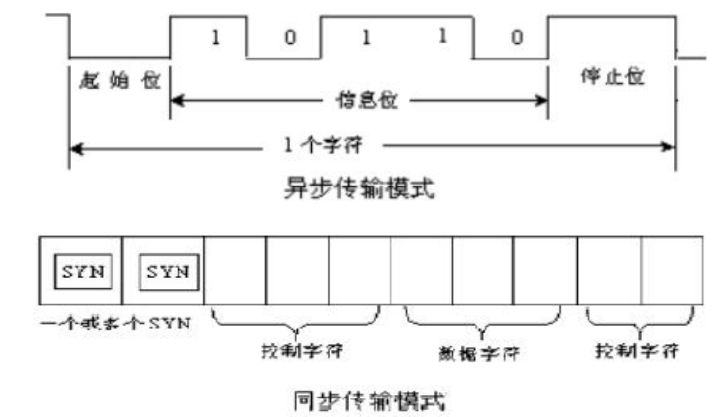 1 0 1 1 0
起始位 信息位 停止位
1个字符
异步传输模式
SYN SYN
一个或多个SYN 控制字符 数据字符 控制字符
同步传输模式